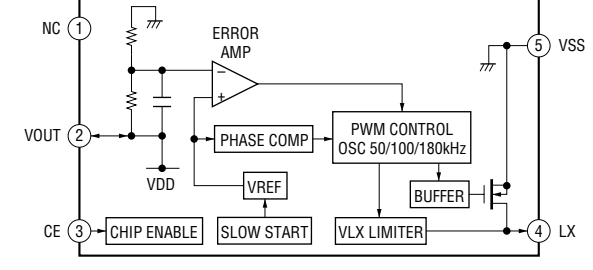 NC 1
ERROR
AMP
−
+
5 VSS
VOUT 2
PHASE COMP
PWM CONTROL
OSC 50/100/180kHz
VDD
VREF
BUFFER
CE 3
CHIP ENABLE
SLOW START
VLX LIMITER
4 LX